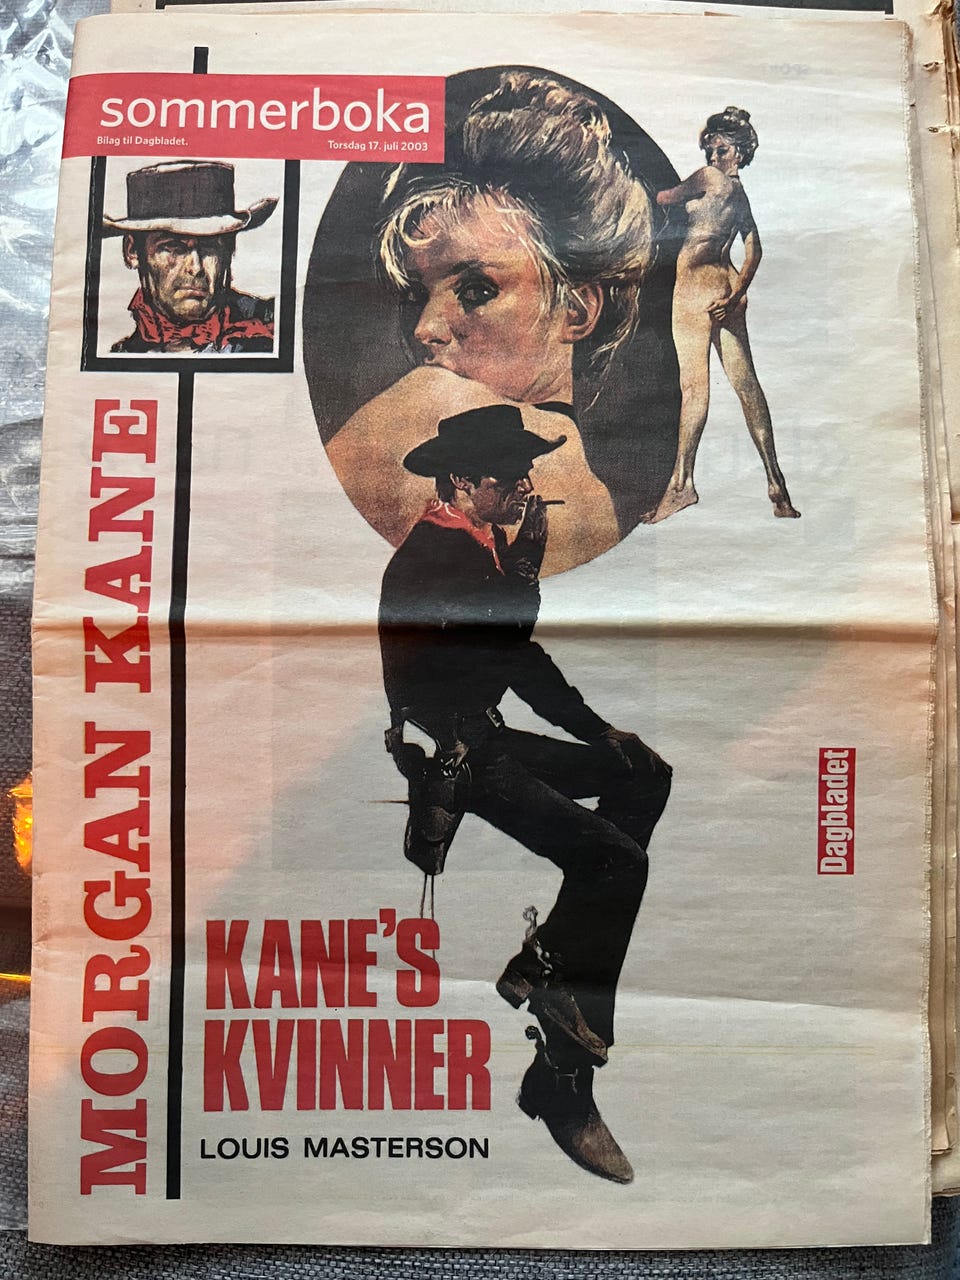 sommerboka
Bilag til Dagbladet.
Torsdag 17. juli 2003
MORGAN KANE
KANE'S
KVINNER
LOUIS MASTERSON
Dagbladet